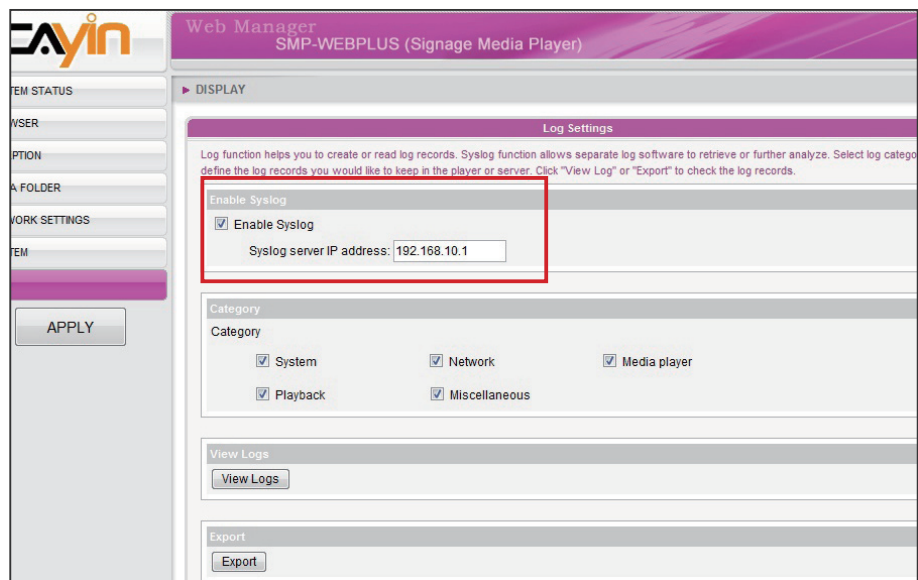 CAYIN
Web Manager
SMP-WEBPLUS (Signage Media Player)
TEM STATUS
WSER
PTION
A FOLDER
WORK SETTINGS
TEM
APPLY
DISPLAY
Log Settings
Log function helps you to create or read log records. Syslog function allows separate log software to retrieve or further analyze. Select log catego
define the log records you would like to keep in the player or server. Click "View Log" or "Export" to check the log records.
Enable Syslog
Enable Syslog
Syslog server IP address: 192.168.10.1
Category
Category
System Network Media player
Playback Miscellaneous
View Logs
View Logs
Export
Export